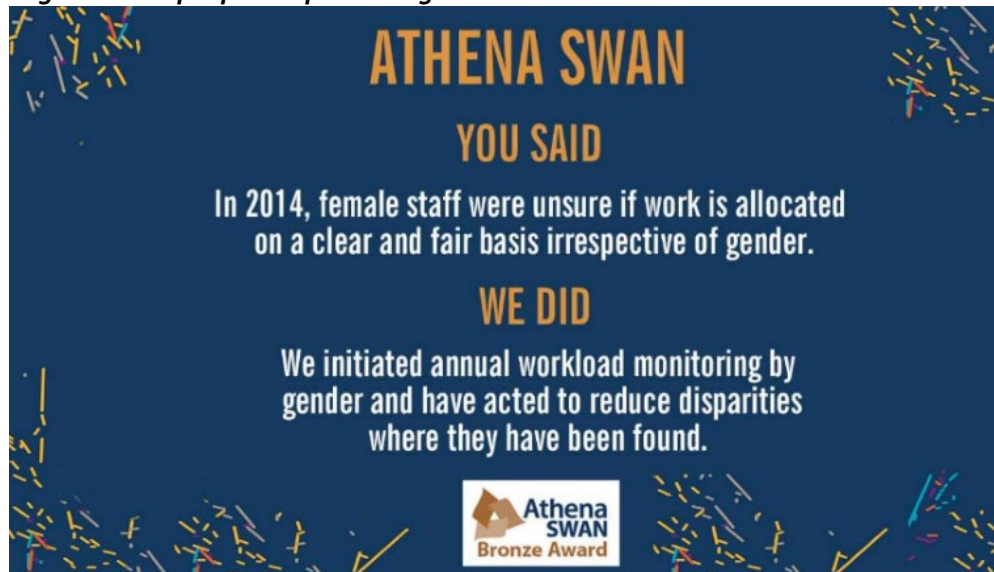 ATHENA SWAN
YOU SAID
In 2014, female staff were unsure if work is allocated
on a clear and fair basis irrespective of gender.
WE DID
We initiated annual workload monitoring by
gender and have acted to reduce disparities
where they have been found.
Athena
SWAN
Bronze Award